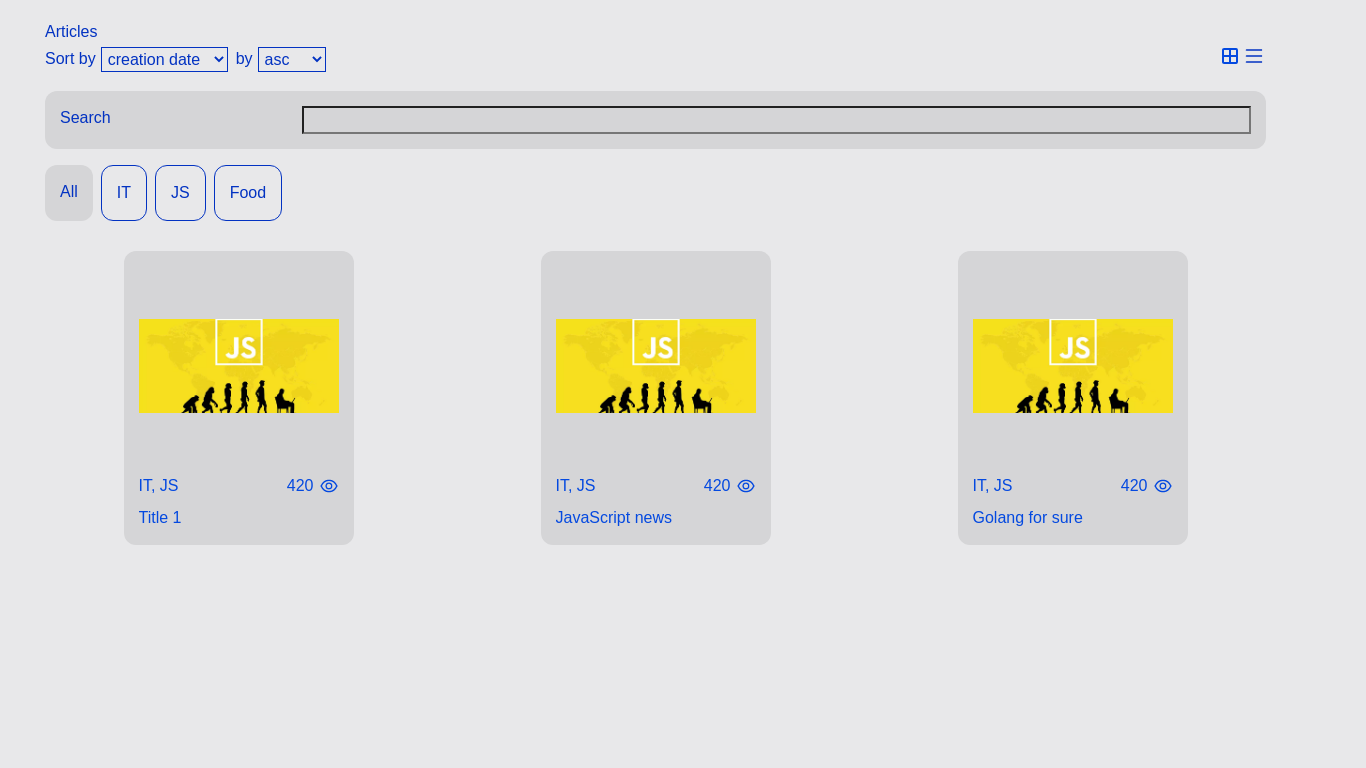 Articles
Sort by creation date by asc
Search
All IT JS Food
JS JS JS
IT, JS 420 IT, JS 420 IT, JS 420
Title 1 JavaScript news Golang for sure